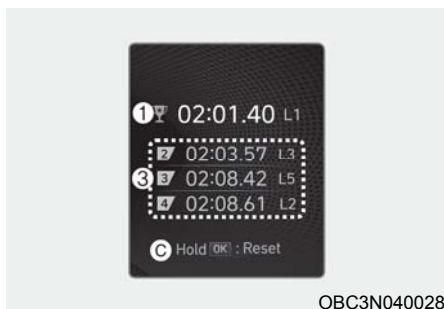 1 02:01.40 L1
2 02:03.57 L3
3 3 02:08.42 L5
4 02:08.61 L2
C Hold OK : Reset
OBC3N040028